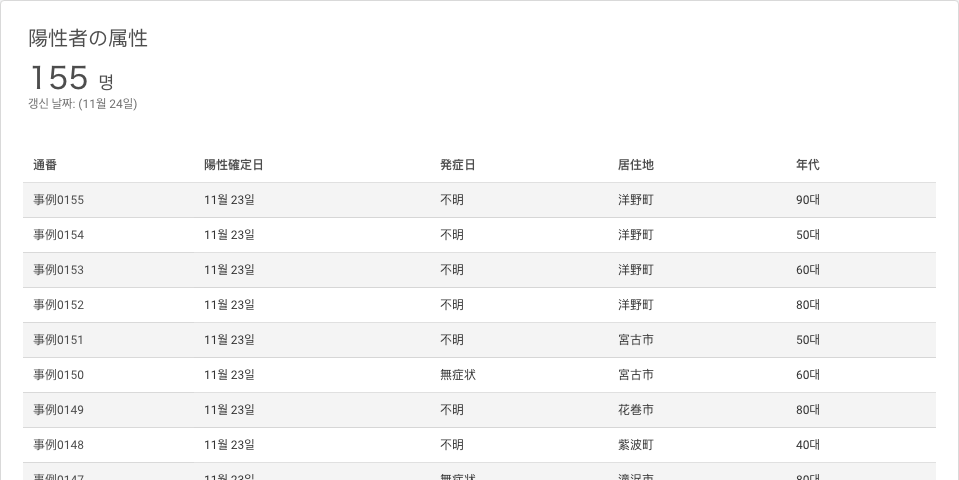 陽性者の属性
155 명
갱신 날짜: (11월 24일)
通番 陽性確定日 発症日 居住地 年代
事例0155 11월 23일 不明 洋野町 90대
事例0154 11월 23일 不明 洋野町 50대
事例0153 11월 23일 不明 洋野町 60대
事例0152 11월 23일 不明 洋野町 80대
事例0151 11월 23일 不明 宮古市 50대
事例0150 11월 23일 無症状 宮古市 60대
事例0149 11월 23일 不明 花巻市 80대
事例0148 11월 23일 不明 紫波町 40대
事例0147 11월 23일 無症状 滝沢市 80대